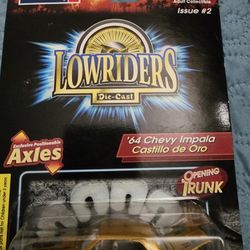 Adult Collectible
Issue #2
LOWRIDERS
Die-Cast
'64 Chevy Impala
Castillo de Oro
Exclusive Positionable
Axles
OPENING
TRUNK